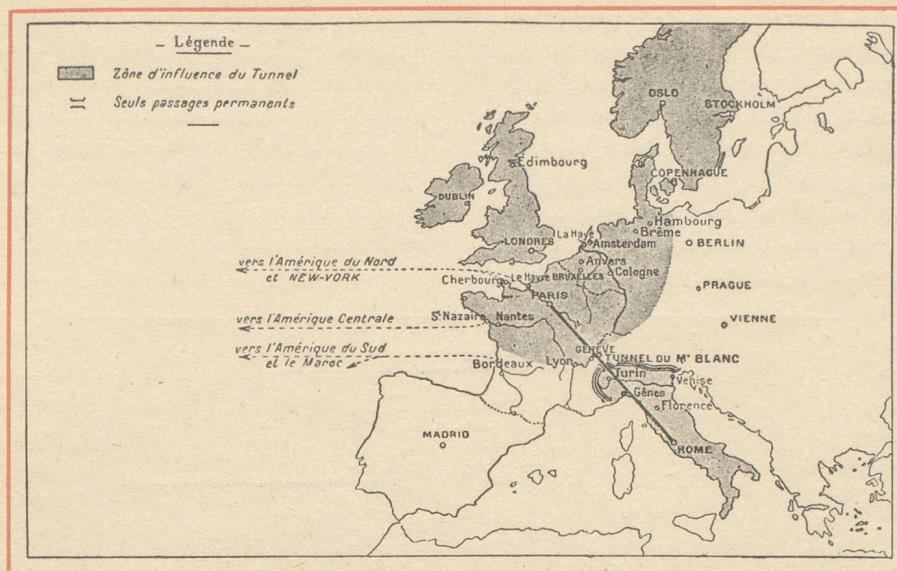 - Légende -
Zône d'influence du Tunnel
Seuls passages permanents
OSLO
STOCKHOLM
Edimbourg
COPENHAGUE
DUBLIN
Hambourg
Brême
La Haye
LONDRES
Amsterdam
BERLIN
vers l'Amérique du Nord
et NEW-YORK
Anvers
Cologne
Cherbourg
Le Havre
BRUXELLES
PRAGUE
PARIS
St Nazaire
Nantes
vers l'Amérique Centrale
VIENNE
vers l'Amérique du Sud
et le Maroc
GENÈVE
Bordeaux
Lyon
TUNNEL DU MT BLANC
Turin
Venise
Gênes
Florence
MADRID
ROME